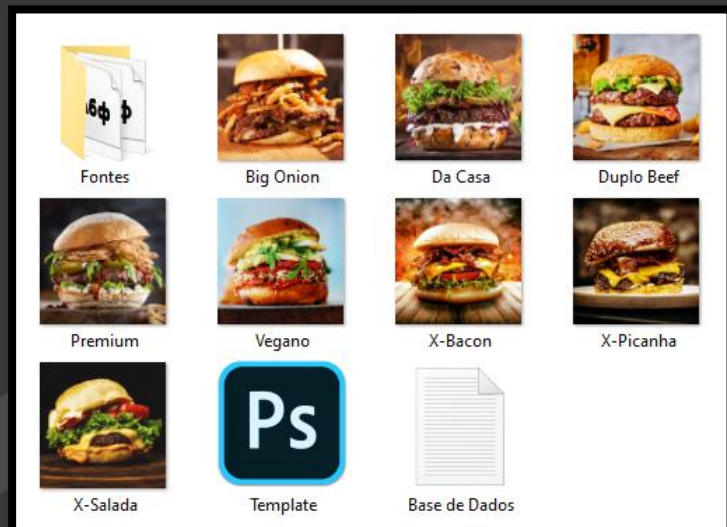 Fontes
Big Onion
Da Casa
Duplo Beef
Premium
Vegano
X-Bacon
X-Picanha
X-Salada
Ps
Template
Base de Dados